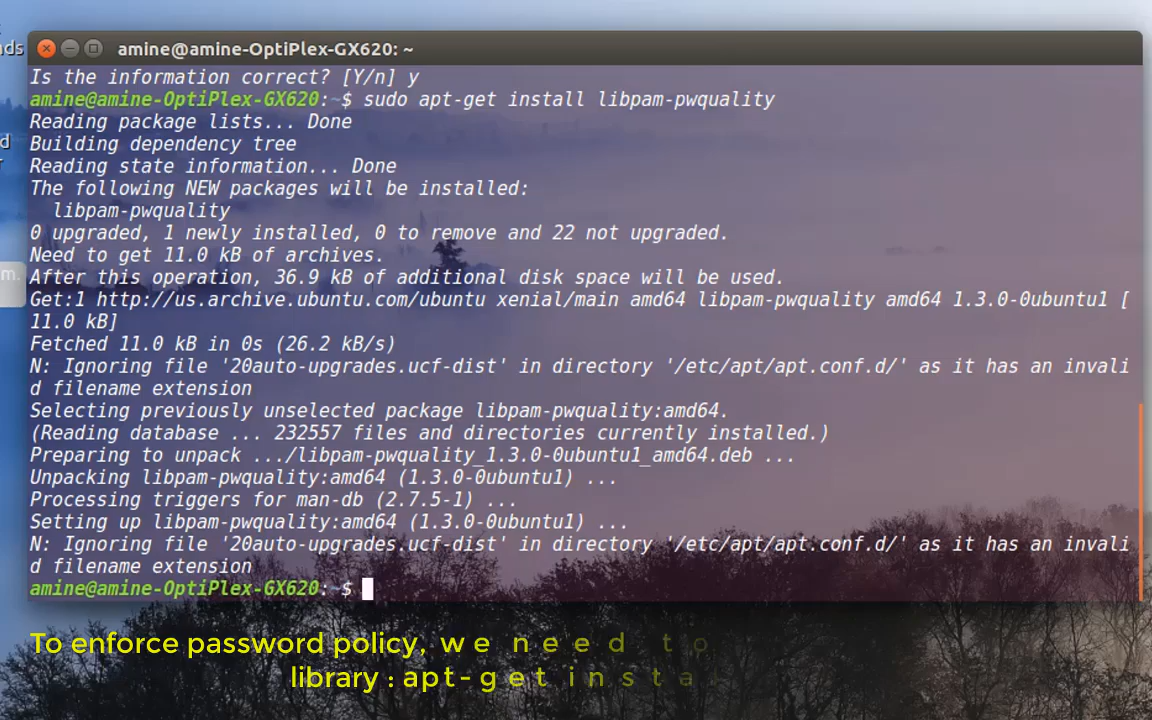 nds
amine@amine-OptiPlex-GX620: ~
Is the information correct? [Y/n] y
amine@amine-OptiPlex-GX620:~$ sudo apt-get install libpam-pwquality
Reading package lists... Done
Building dependency tree
Reading state information... Done
The following NEW packages will be installed:
libpam-pwquality
0 upgraded, 1 newly installed, 0 to remove and 22 not upgraded.
Need to get 11.0 kB of archives.
After this operation, 36.9 kB of additional disk space will be used.
Get:1 http://us.archive.ubuntu.com/ubuntu xenial/main amd64 libpam-pwquality amd64 1.3.0-0ubuntu1 [
11.0 kB]
Fetched 11.0 kB in 0s (26.2 kB/s)
N: Ignoring file '20auto-upgrades.ucf-dist' in directory '/etc/apt/apt.conf.d/' as it has an invali
d filename extension
Selecting previously unselected package libpam-pwquality:amd64.
(Reading database ... 232557 files and directories currently installed.)
Preparing to unpack .../libpam-pwquality_1.3.0-0ubuntu1_amd64.deb ...
Unpacking libpam-pwquality:amd64 (1.3.0-0ubuntu1) ...
Processing triggers for man-db (2.7.5-1) ...
Setting up libpam-pwquality:amd64 (1.3.0-0ubuntu1) ...
N: Ignoring file '20auto-upgrades.ucf-dist' in directory '/etc/apt/apt.conf.d/' as it has an invali
d filename extension
amine@amine-OptiPlex-GX620:~$
To enforce password policy, we need to
library : apt-get insta